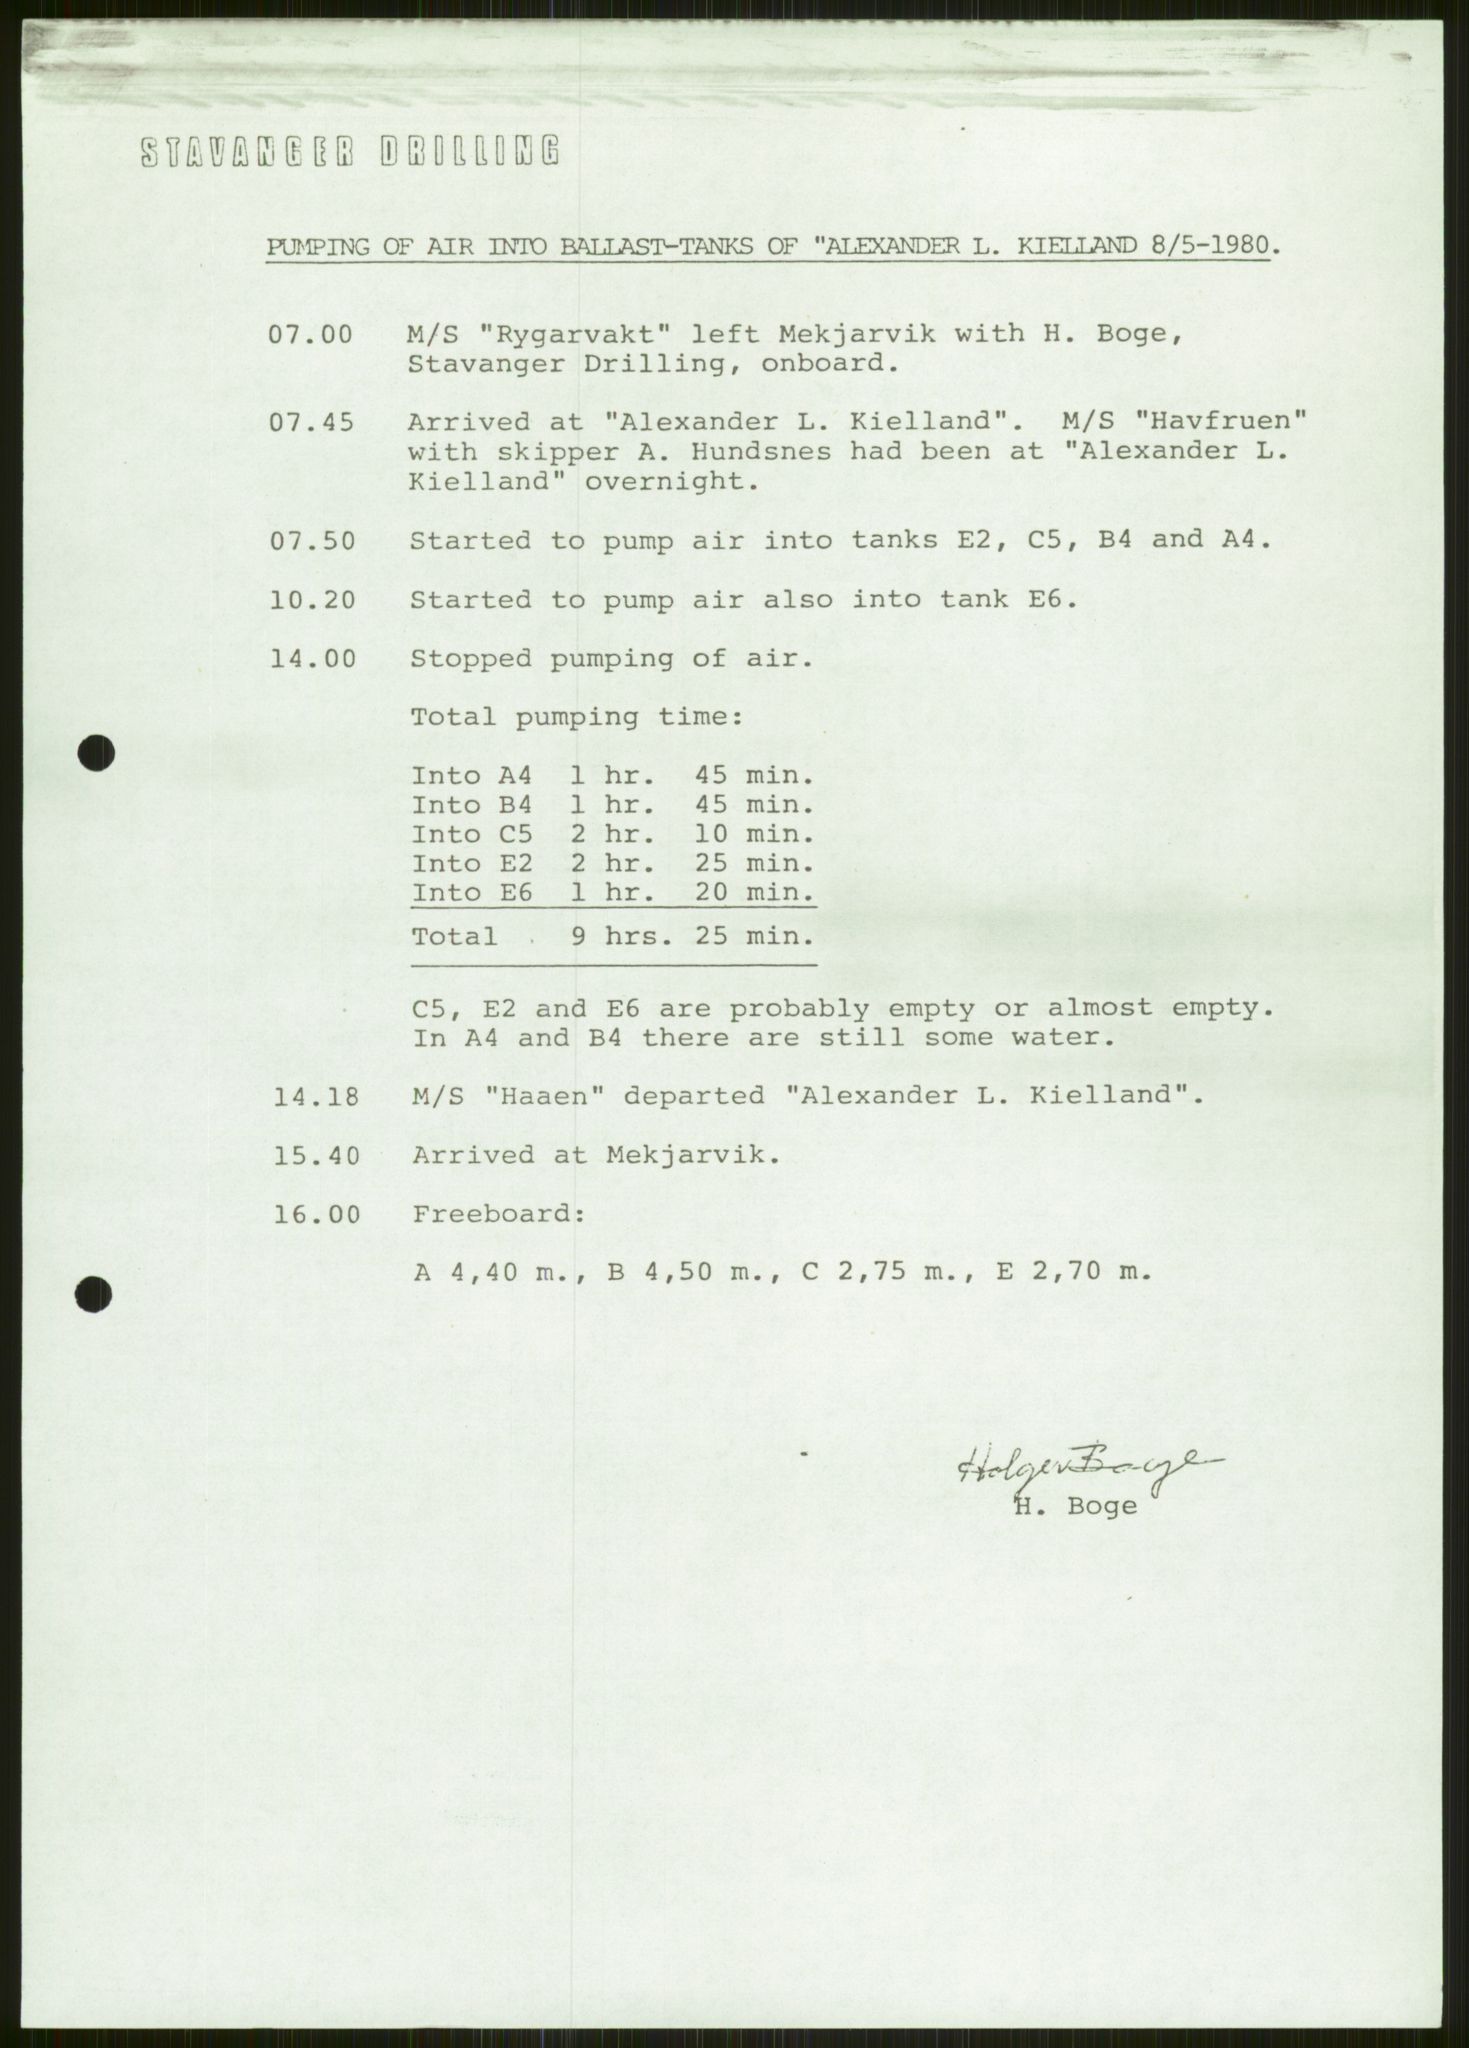 STAVANGER DRILLING
PUMPING OF AIR INTO BALLAST-TANKS OF "ALEXANDER L. KIELLAND 8/5-1980.
07.00 M/S "Rygarvakt" left Mekjarvik with H. Boge,
Stavanger Drilling, onboard.
07.45 Arrived at "Alexander L. Kielland". M/S "Havfruen"
with skipper A. Hundsnes had been at "Alexander L.
Kielland" overnight.
07.50 Started to pump air into tanks E2, C5, B4 and A4.
10.20 Started to pump air also into tank E6.
14.00 Stopped pumping of air.
Total pumping time:
Into A4 1 hr. 45 min.
Into B4 1 hr. 45 min.
Into C5 2 hr. 10 min.
Into E2 2 hr. 25 min.
Into E6 1 hr. 20 min.
Total 9 hrs. 25 min.
C5, E2 and E6 are probably empty or almost empty.
In A4 and B4 there are still some water.
14.18 M/S "Haaen" departed "Alexander L. Kielland".
15.40 Arrived at Mekjarvik.
16.00 Freeboard:
A 4,40 m., B 4,50 m., C 2,75 m., E 2,70 m.
Holger Boge
H. Boge